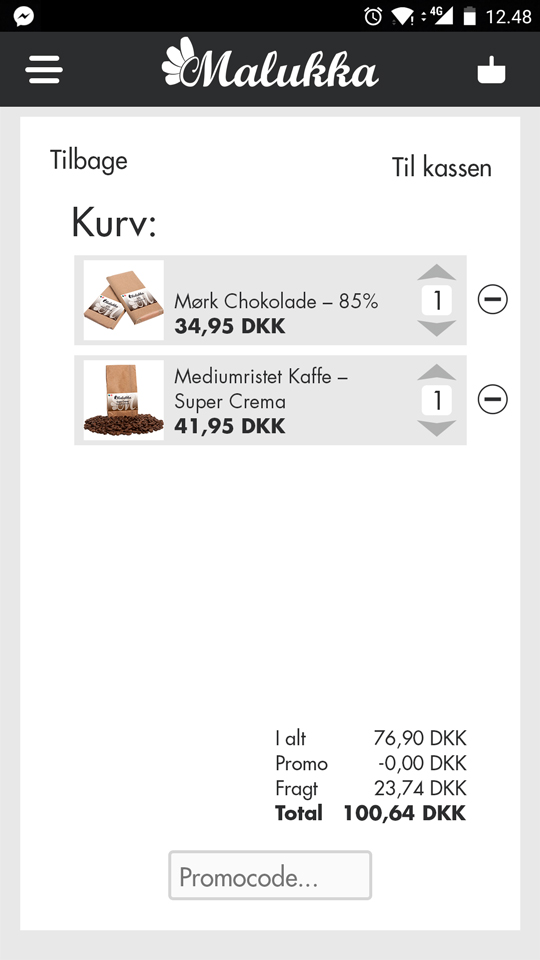 4G 12.48
Malukka
Tilbage
Til kassen
Kurv:
Mørk Chokolade – 85%
34,95 DKK
1
Mediumristet Kaffe –
Super Crema
41,95 DKK
1
I alt 76,90 DKK
Promo -0,00 DKK
Fragt 23,74 DKK
Total 100,64 DKK
Promocode...